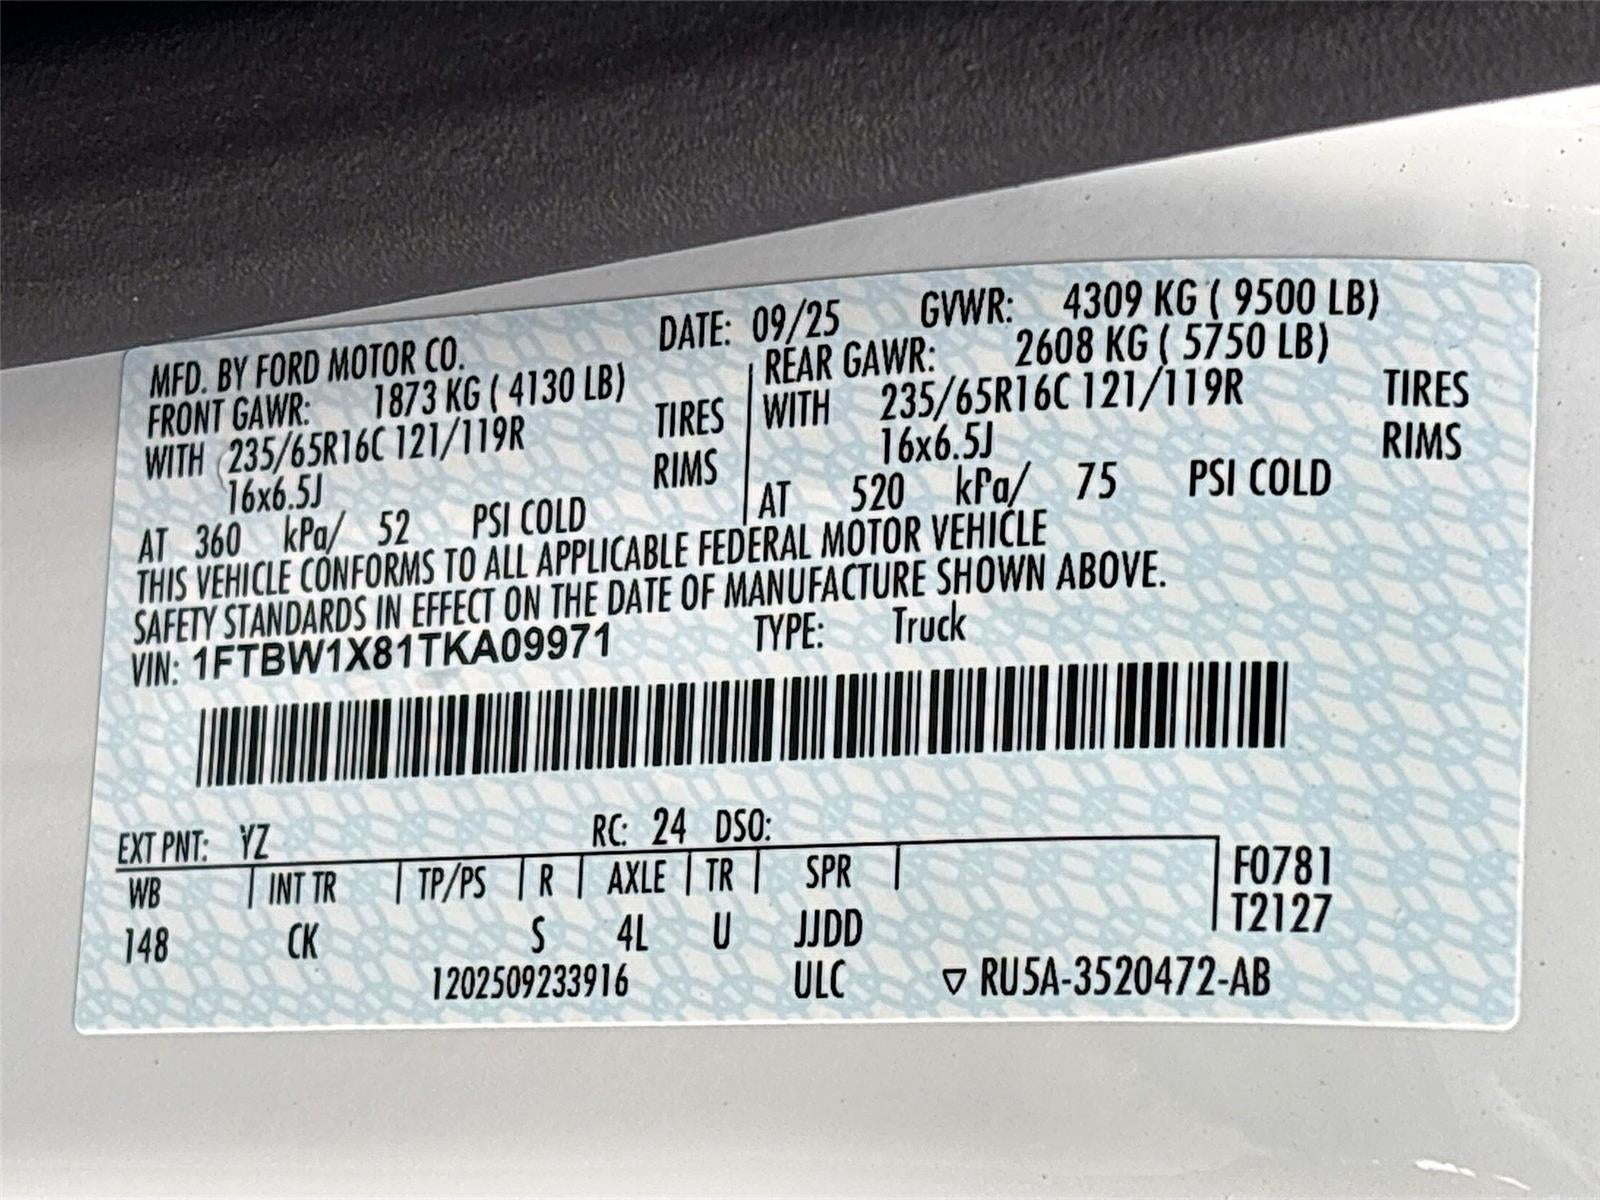 MFD. BY FORD MOTOR CO. DATE: 09/25 GVWR: 4309 KG ( 9500 LB)
FRONT GAWR: 1873 KG ( 4130 LB)
WITH 235/65R16C 121/119R TIRES
16x6.5J RIMS
AT 360 kPa/ 52 PSI COLD
REAR GAWR: 2608 KG ( 5750 LB)
WITH 235/65R16C 121/119R TIRES
16x6.5J RIMS
AT 520 kPa/ 75 PSI COLD
THIS VEHICLE CONFORMS TO ALL APPLICABLE FEDERAL MOTOR VEHICLE
SAFETY STANDARDS IN EFFECT ON THE DATE OF MANUFACTURE SHOWN ABOVE.
VIN: 1FTBW1X81TKA09971 TYPE: Truck
EXT PNT: YZ RC: 24 DSO:
WB | INT TR | TP/PS | R | AXLE | TR | SPR | F0781
148 CK S 4L U JJDD T2127
1202509233916 ULC ▽ RU5A-3520472-AB